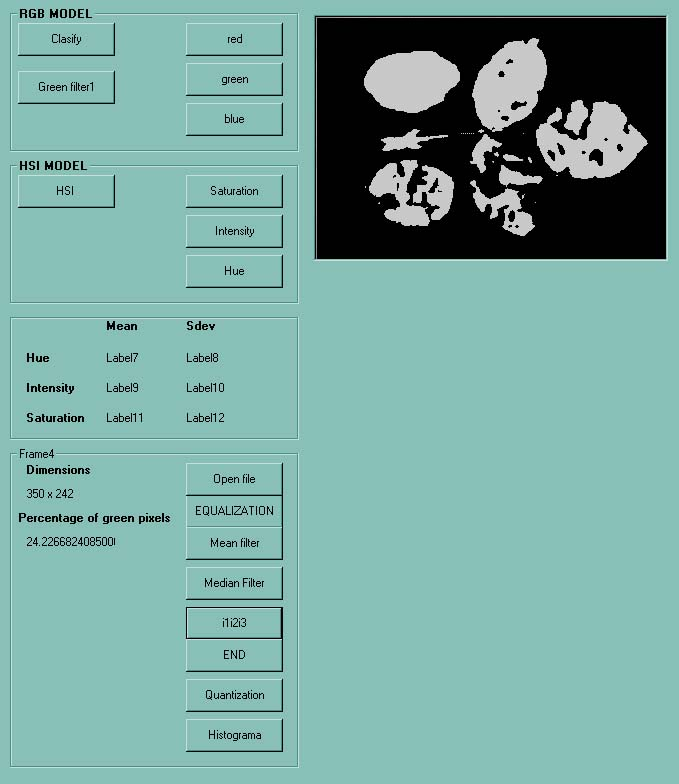 RGB MODEL
Clasify
red
Green filter1
green
blue
HSI MODEL
HSI
Saturation
Intensity
Hue
Mean Sdev
Hue Label7 Label8
Intensity Label9 Label10
Saturation Label11 Label12
Frame4
Dimensions
350 x 242
Percentage of green pixels
24.226682408500
Open file
EQUALIZATION
Mean filter
Median Filter
i1i2i3
END
Quantization
Histograma